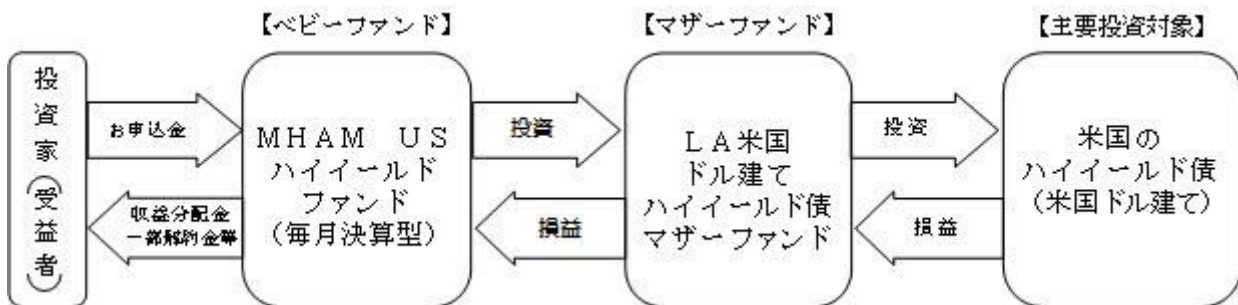 【ベビーファンド】
【マザーファンド】
【主要投資対象】
投資家（受益者）
お申込金
収益分配金
一部解約金等
ＭＨＡＭ　ＵＳ
ハイイールド
ファンド
（毎月決算型）
投資
損益
ＬＡ米国
ドル建て
ハイイールド債
マザーファンド
投資
損益
米国の
ハイイールド債
（米国ドル建て）